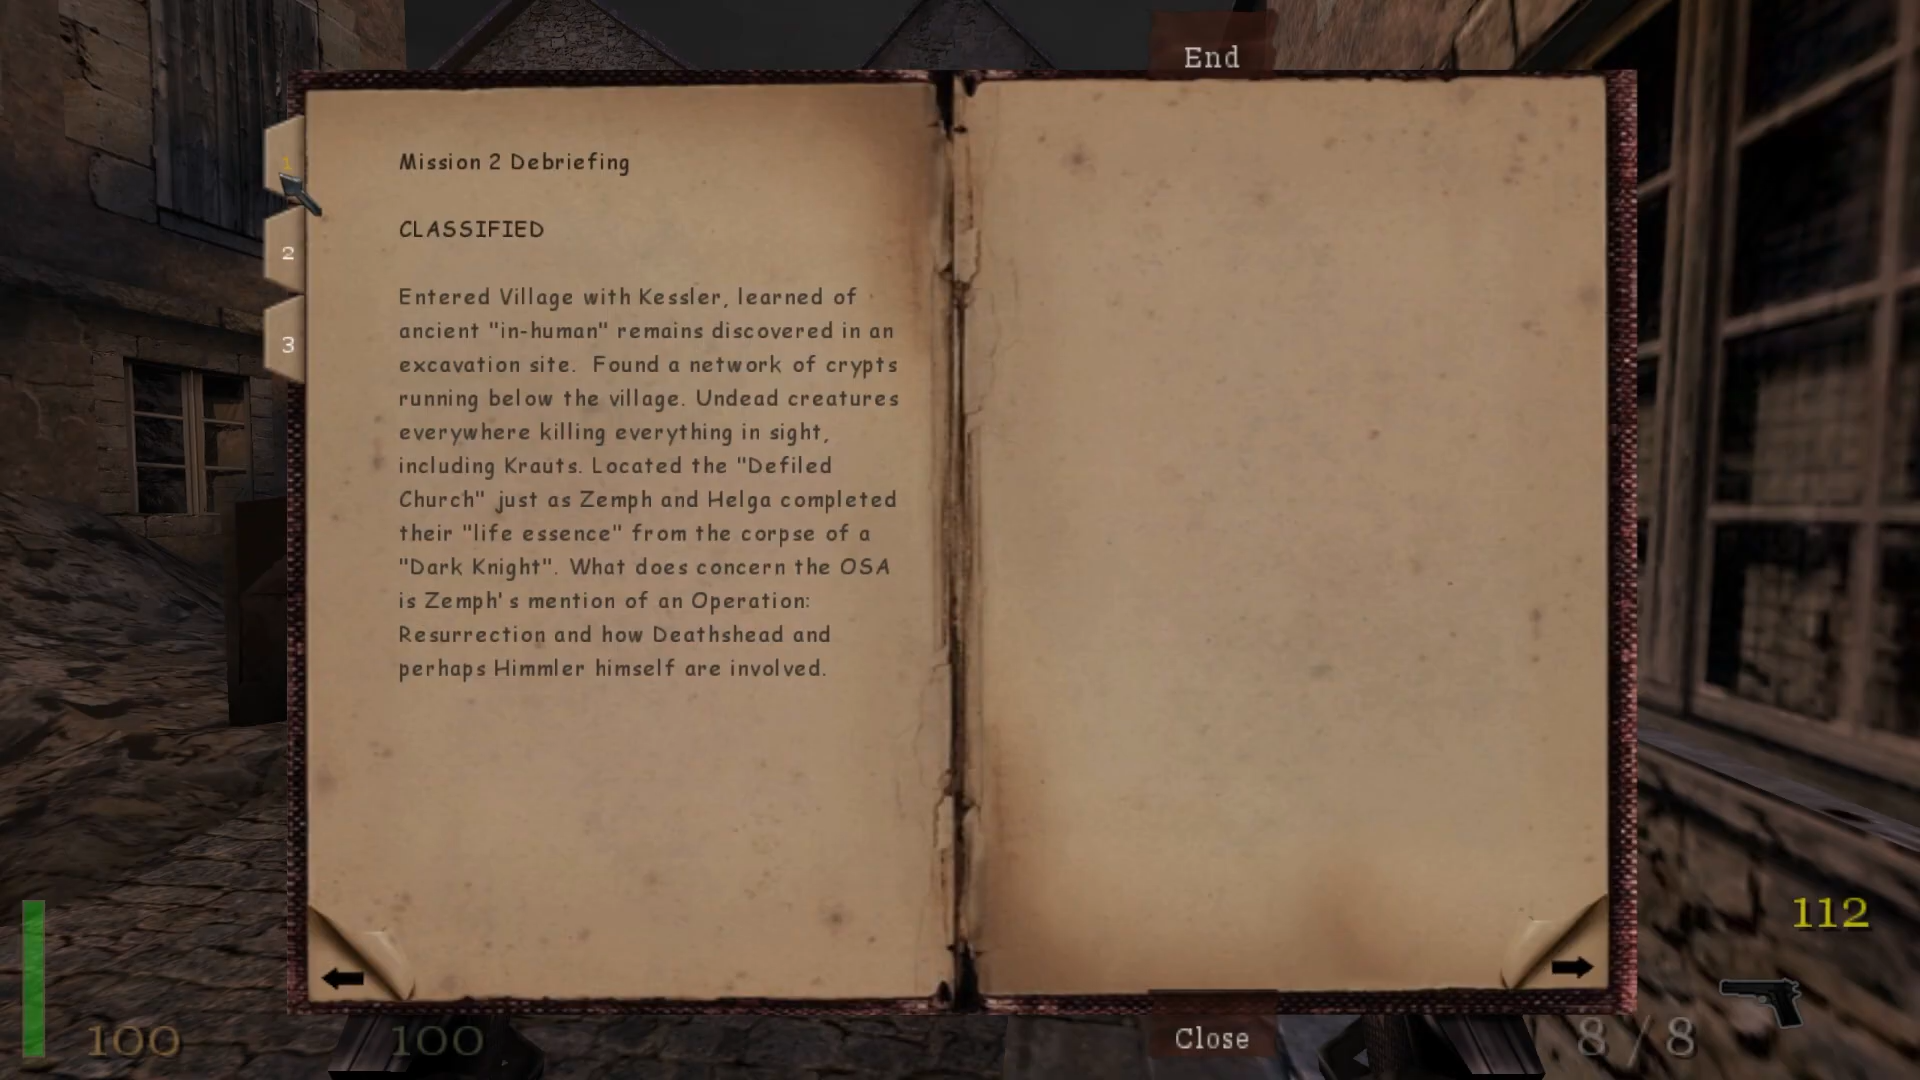 End
1
2
3
Mission 2 Debriefing
CLASSIFIED
Entered Village with Kessler, learned of
ancient "in-human" remains discovered in an
excavation site. Found a network of crypts
running below the village. Undead creatures
everywhere killing everything in sight,
including Krauts. Located the "Defiled
Church" just as Zemph and Helga completed
their "life essence" from the corpse of a
"Dark Knight". What does concern the OSA
is Zemph's mention of an Operation:
Resurrection and how Deathshead and
perhaps Himmler himself are involved.
112
100
100
Close
8 / 8